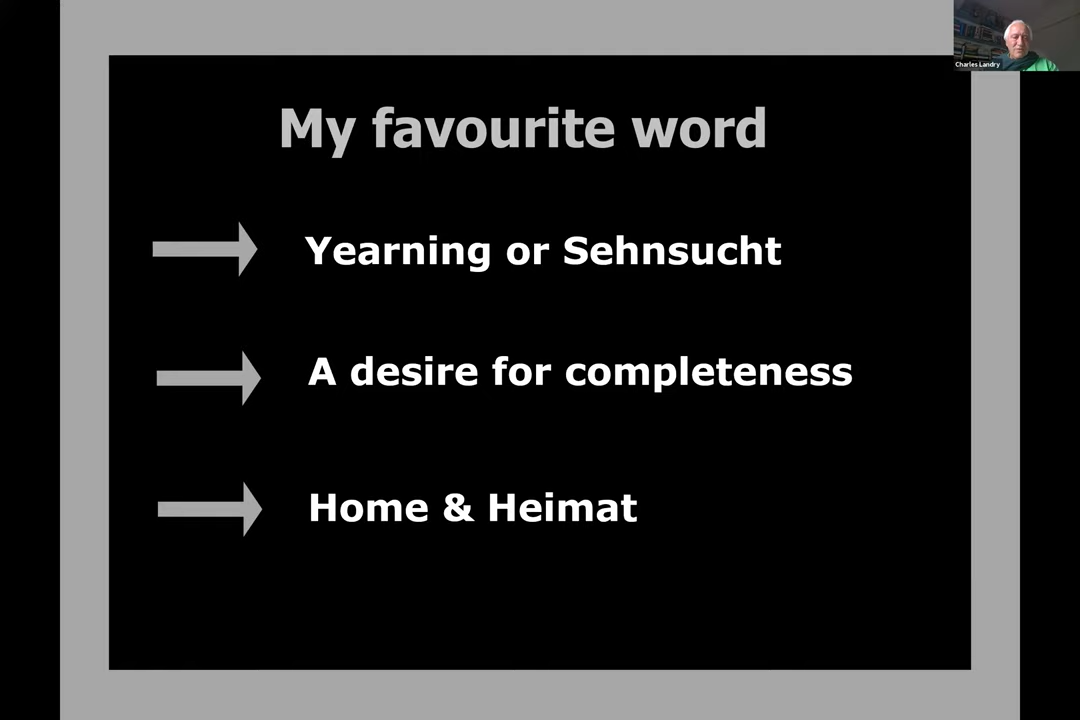 Charles Landry
My favourite word
Yearning or Sehnsucht
A desire for completeness
Home & Heimat